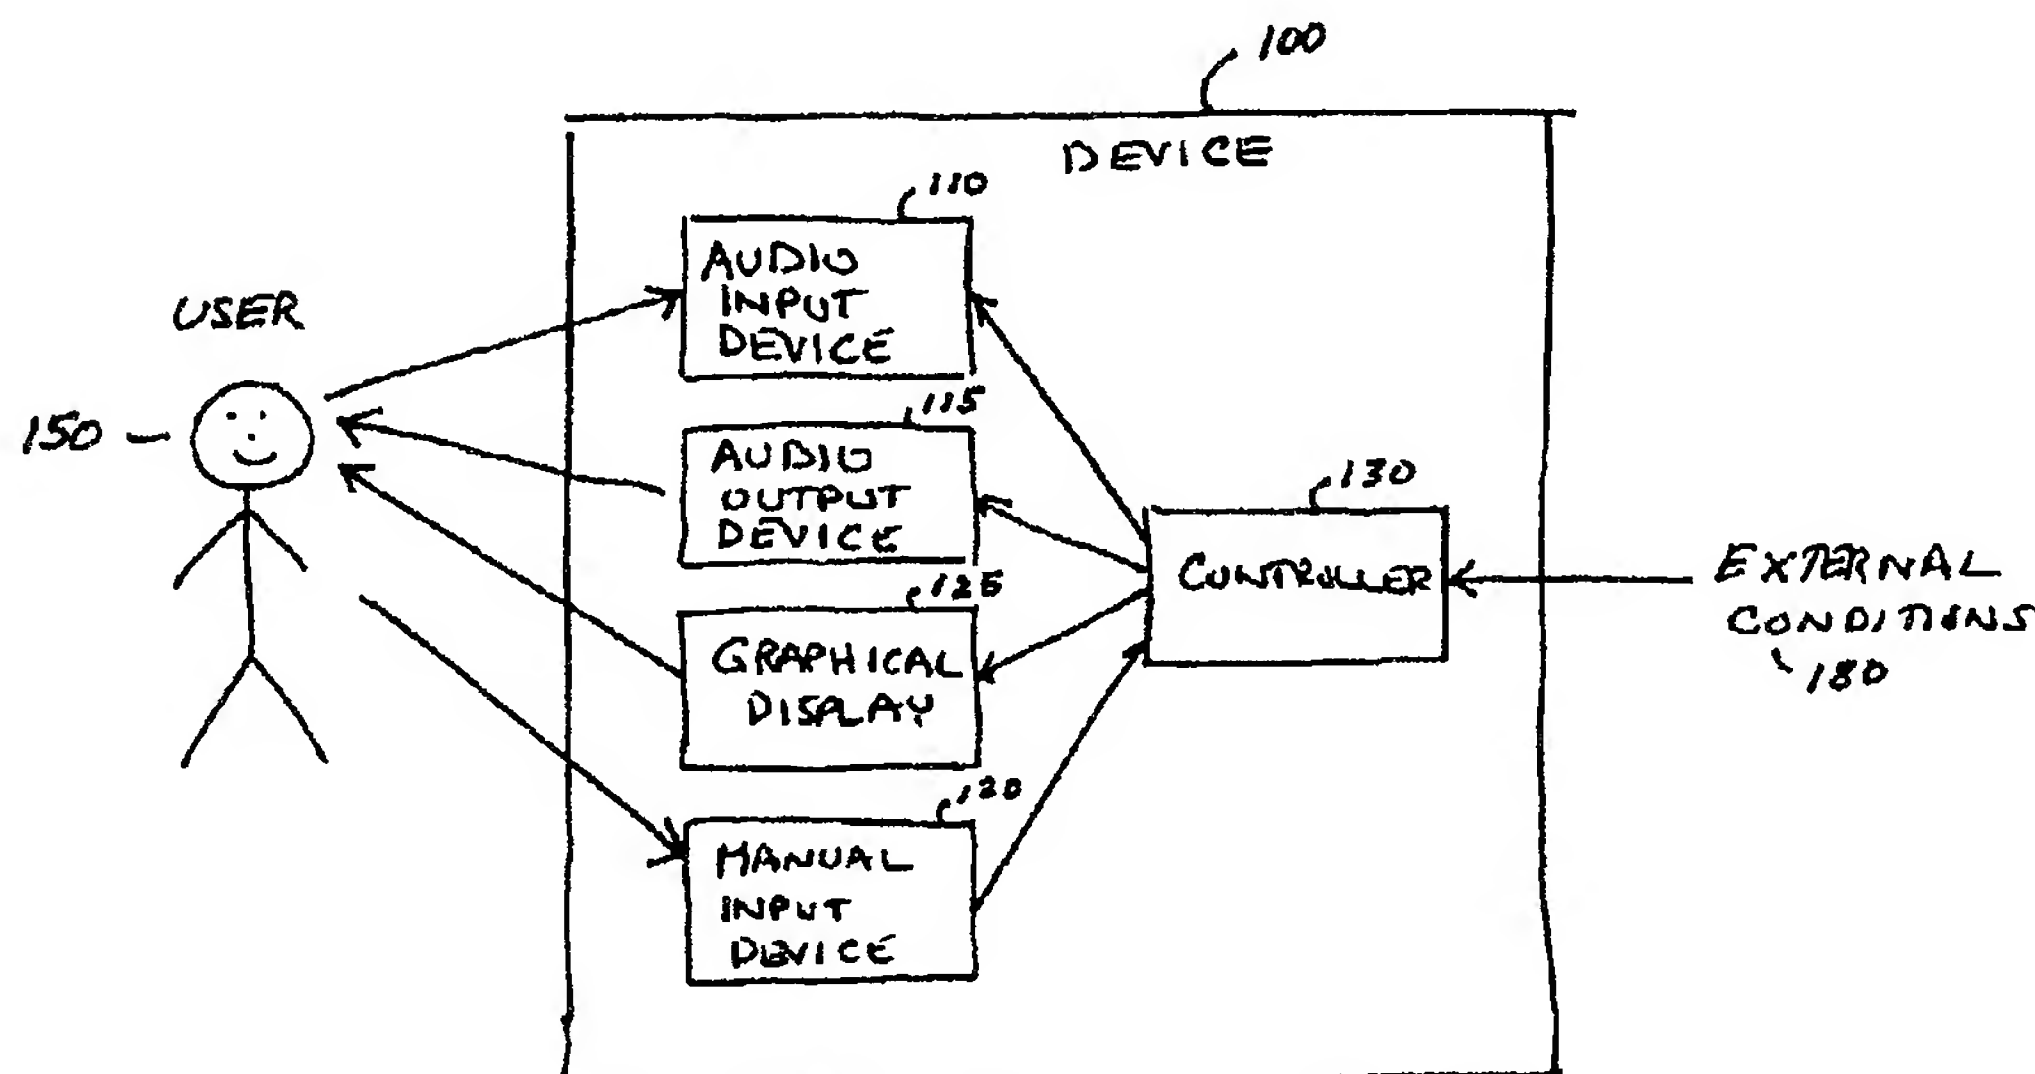 100
DEVICE
110
AUDIO
INPUT
DEVICE
USER
150
115
AUDIO
OUTPUT
DEVICE
130
CONTROLLER
EXTERNAL
CONDITIONS
180
125
GRAPHICAL
DISPLAY
120
MANUAL
INPUT
DEVICE